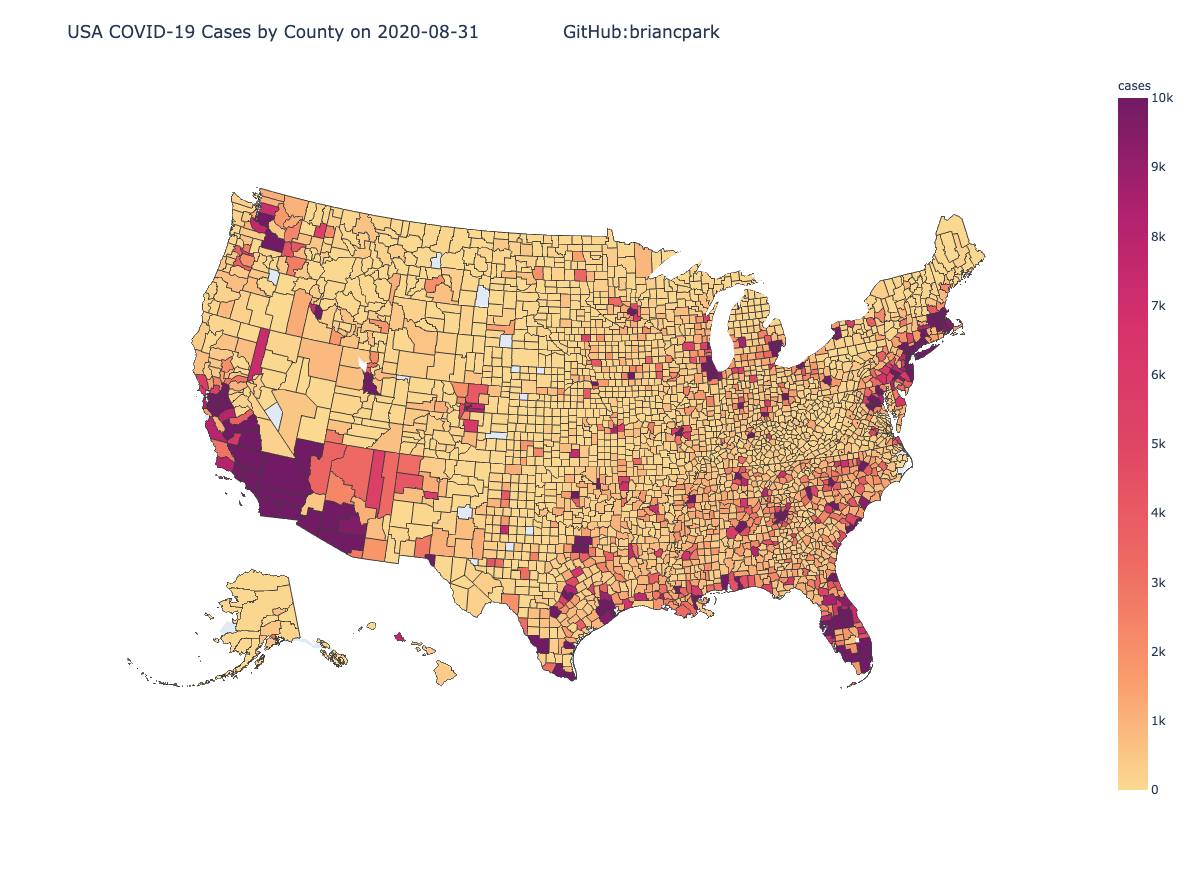 USA COVID-19 Cases by County on 2020-08-31 GitHub:briancpark
cases
10k
9k
8k
7k
6k
5k
4k
3k
2k
1k
0